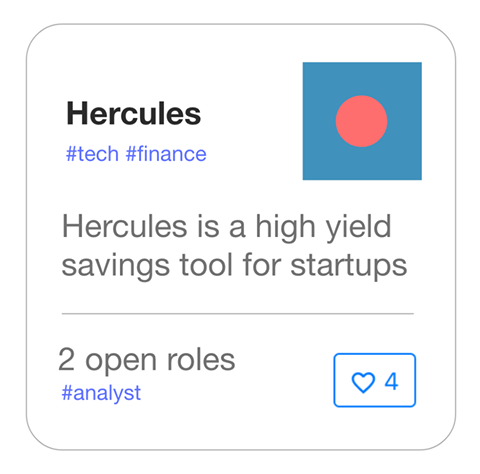 Hercules
#tech #finance
Hercules is a high yield
savings tool for startups
2 open roles
#analyst
4